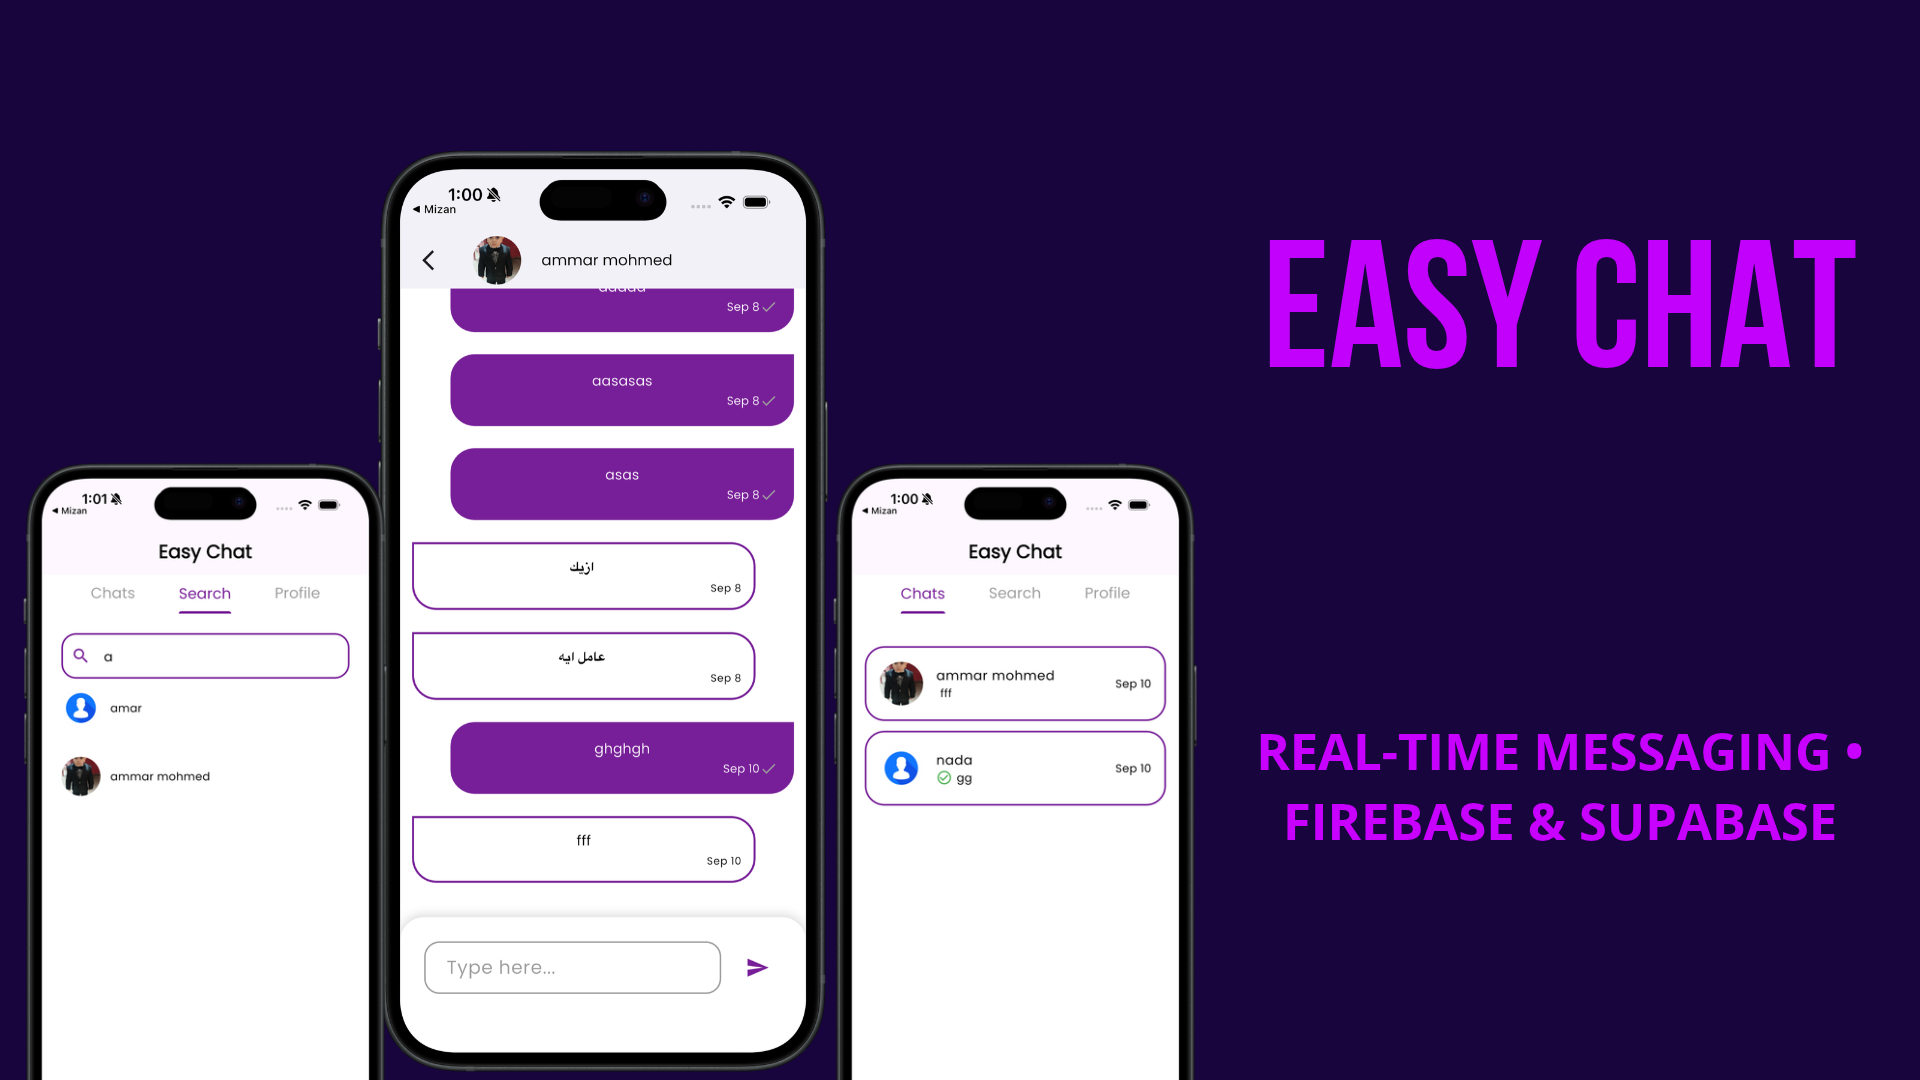 EASY CHAT
REAL-TIME MESSAGING •
FIREBASE & SUPABASE
1:01
◀ Mizan
Easy Chat
Chats Search Profile
a
amar
ammar mohmed
1:00
◀ Mizan
ammar mohmed
Sep 8
aasasas
Sep 8
asas
Sep 8
ازيك
Sep 8
عامل ايه
Sep 8
ghghgh
Sep 10
fff
Sep 10
Type here...
1:00
◀ Mizan
Easy Chat
Chats Search Profile
ammar mohmed
fff
Sep 10
nada
gg
Sep 10